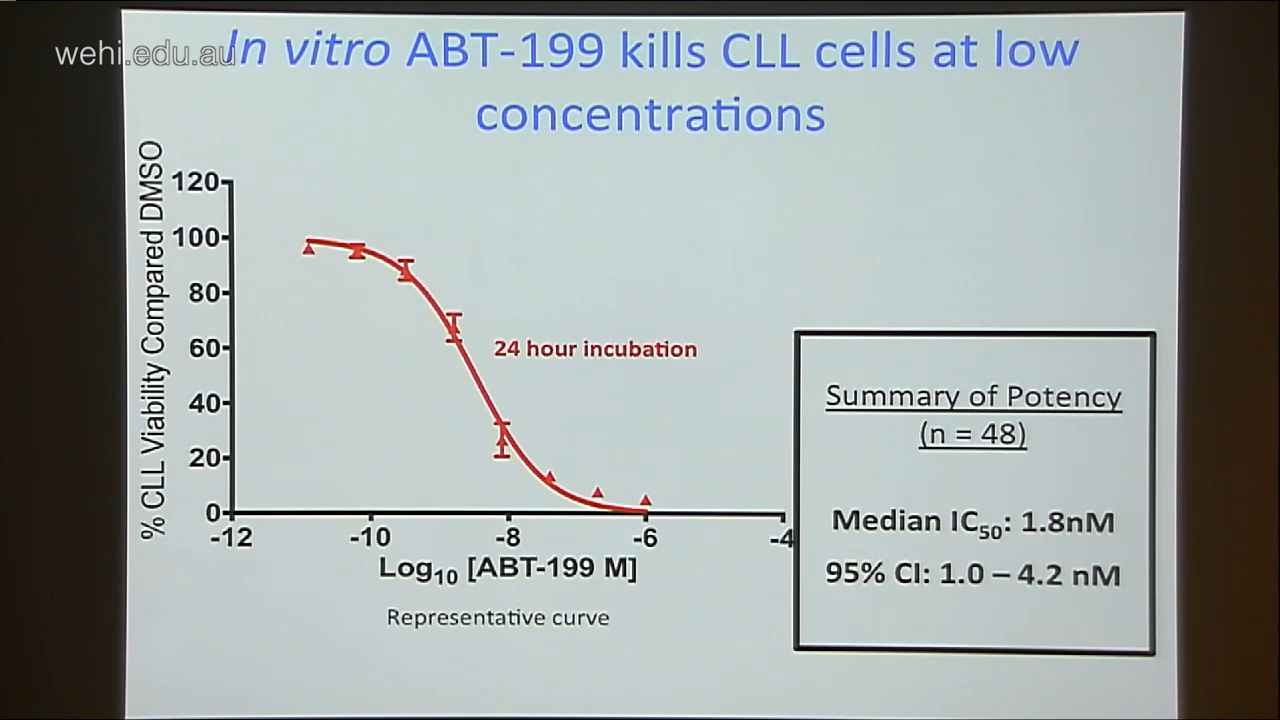 wehi.edu.au
In vitro ABT-199 kills CLL cells at low
concentrations
% CLL Viability Compared DMSO
120
100
80
60
40
20
0
-12
-10
-8
-6
-4
24 hour incubation
Log10 [ABT-199 M]
Representative curve
Summary of Potency
(n = 48)
Median IC50: 1.8nM
95% CI: 1.0 – 4.2 nM